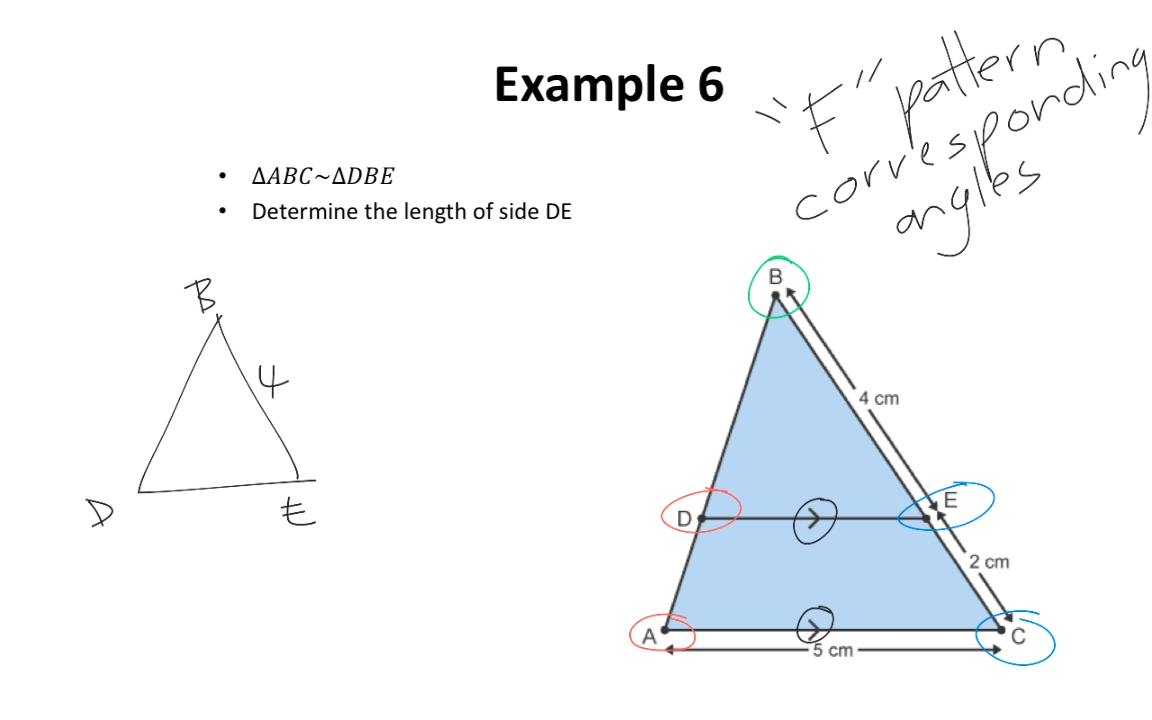 Example 6
"F" pattern
corresponding
angles
• ΔABC~ΔDBE
• Determine the length of side DE
B
4
D
E
B
4 cm
D
E
2 cm
A
C
5 cm